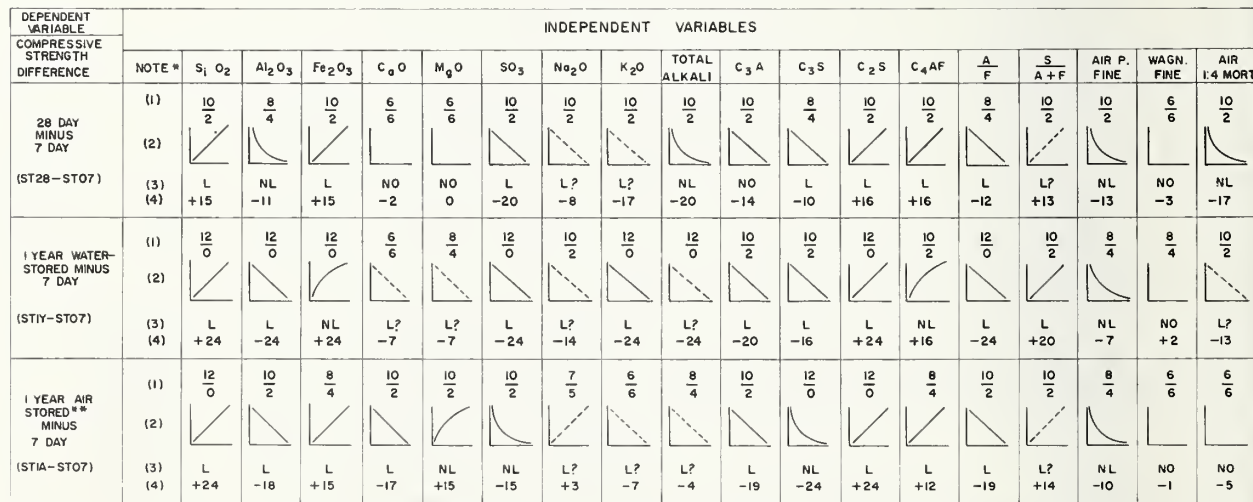 DEPENDENT VARIABLE
INDEPENDENT VARIABLES
COMPRESSIVE STRENGTH DIFFERENCE
NOTE * SiO2 Al2O3 Fe2O3 CaO MgO SO3 Na2O K2O TOTAL ALKALI C3A C3S C2S C4AF A/F S/A+F AIR P. FINE WAGN. FINE AIR 1:4 MORT
28 DAY MINUS 7 DAY
(ST28-ST07)
(1) 10/2 8/4 10/2 6/6 6/6 10/2 10/2 10/2 10/2 10/2 8/4 10/2 10/2 8/4 10/2 10/2 6/6 10/2
(2)
(3) L NL L NO NO L L? L? NL NO L L L L L? NL NO NL
(4) +15 -11 +15 -2 0 -20 -8 -17 -20 -14 -10 +16 +16 -12 +13 -13 -3 -17
1 YEAR WATER-STORED MINUS 7 DAY
(ST1Y-ST07)
(1) 12/0 12/0 12/0 6/6 8/4 12/0 10/2 12/0 12/0 10/2 10/2 12/0 10/2 12/0 10/2 8/4 8/4 10/2
(2)
(3) L L NL L? L? L L? L L? L L L NL L L NL NO L?
(4) +24 -24 +24 -7 -7 -24 -14 -24 -24 -20 -16 +24 +16 -24 +20 -7 +2 -13
1 YEAR AIR STORED** MINUS 7 DAY
(ST1A-ST07)
(1) 12/0 10/2 8/4 10/2 10/2 10/2 7/5 6/6 8/4 10/2 12/0 12/0 8/4 10/2 10/2 8/4 6/6 6/6
(2)
(3) L L L L NL NL L? L? L? L NL L L L L? NL NO NO
(4) +24 -18 +15 -17 +15 -15 +3 -7 -4 -19 -24 +24 +12 -19 +14 -10 -1 -5